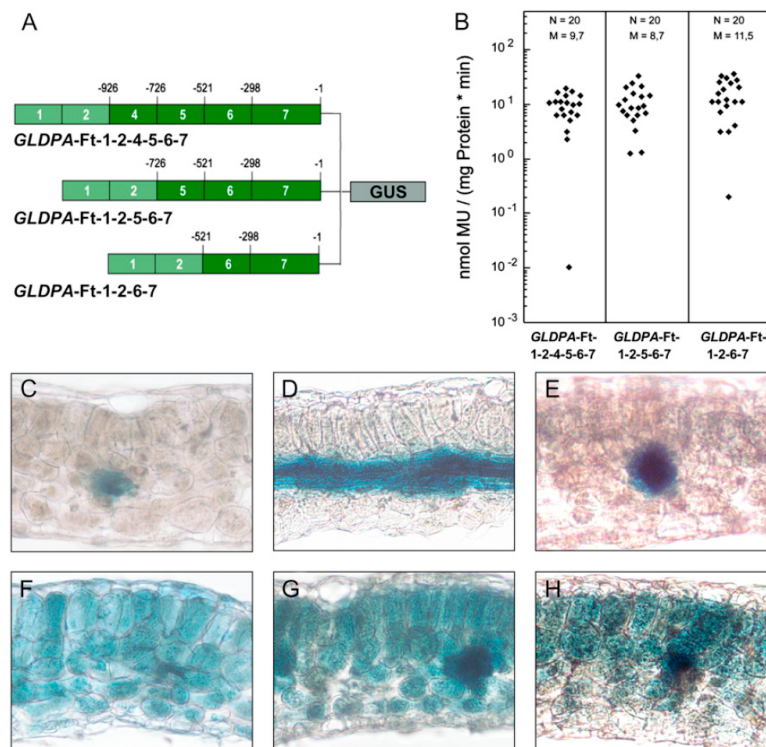 A
-926 -726 -521 -298 -1
1 2 4 5 6 7
GLDPA-Ft-1-2-4-5-6-7
-726 -521 -298 -1
1 2 5 6 7
GUS
GLDPA-Ft-1-2-5-6-7
-521 -298 -1
1 2 6 7
GLDPA-Ft-1-2-6-7
B
N = 20 N = 20 N = 20
M = 9,7 M = 8,7 M = 11,5
nmol MU / (mg Protein * min)
10²
10¹
10⁰
10⁻¹
10⁻²
10⁻³
GLDPA-Ft- GLDPA-Ft- GLDPA-Ft-
1-2-4-5-6-7 1-2-5-6-7 1-2-6-7
C D E
F G H